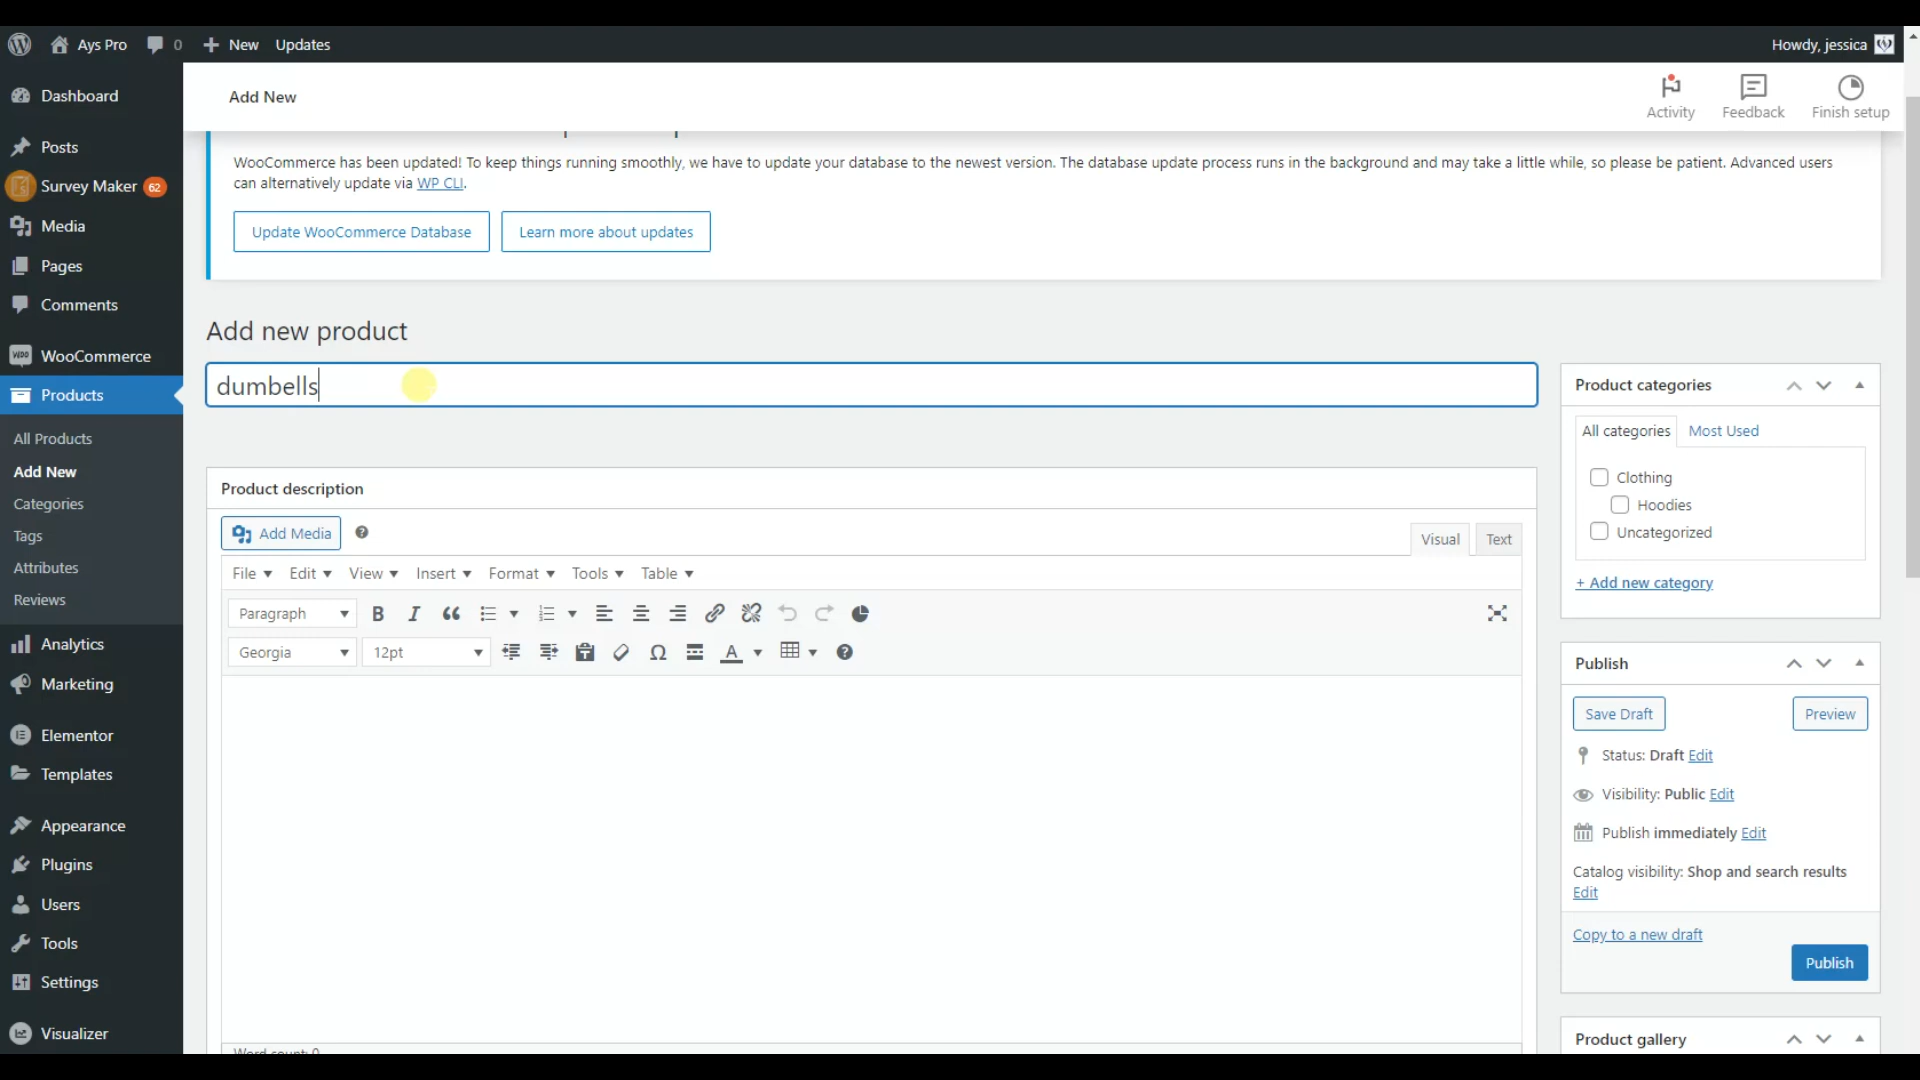 Ays Pro
0
New
Updates
Howdy, jessica
Dashboard
Posts
Survey Maker 62
Media
Pages
Comments
WooCommerce
Products
All Products
Add New
Categories
Tags
Attributes
Reviews
Analytics
Marketing
Elementor
Templates
Appearance
Plugins
Users
Tools
Settings
Visualizer
Add New
Activity
Feedback
Finish setup
WooCommerce has been updated! To keep things running smoothly, we have to update your database to the newest version. The database update process runs in the background and may take a little while, so please be patient. Advanced users
can alternatively update via WP CLI.
Update WooCommerce Database
Learn more about updates
Add new product
dumbells
Product description
Add Media
Visual
Text
File
Edit
View
Insert
Format
Tools
Table
Paragraph
Georgia
12pt
Word count: 0
Product categories
All categories
Most Used
Clothing
Hoodies
Uncategorized
+ Add new category
Publish
Save Draft
Preview
Status: Draft Edit
Visibility: Public Edit
Publish immediately Edit
Catalog visibility: Shop and search results
Edit
Copy to a new draft
Publish
Product gallery